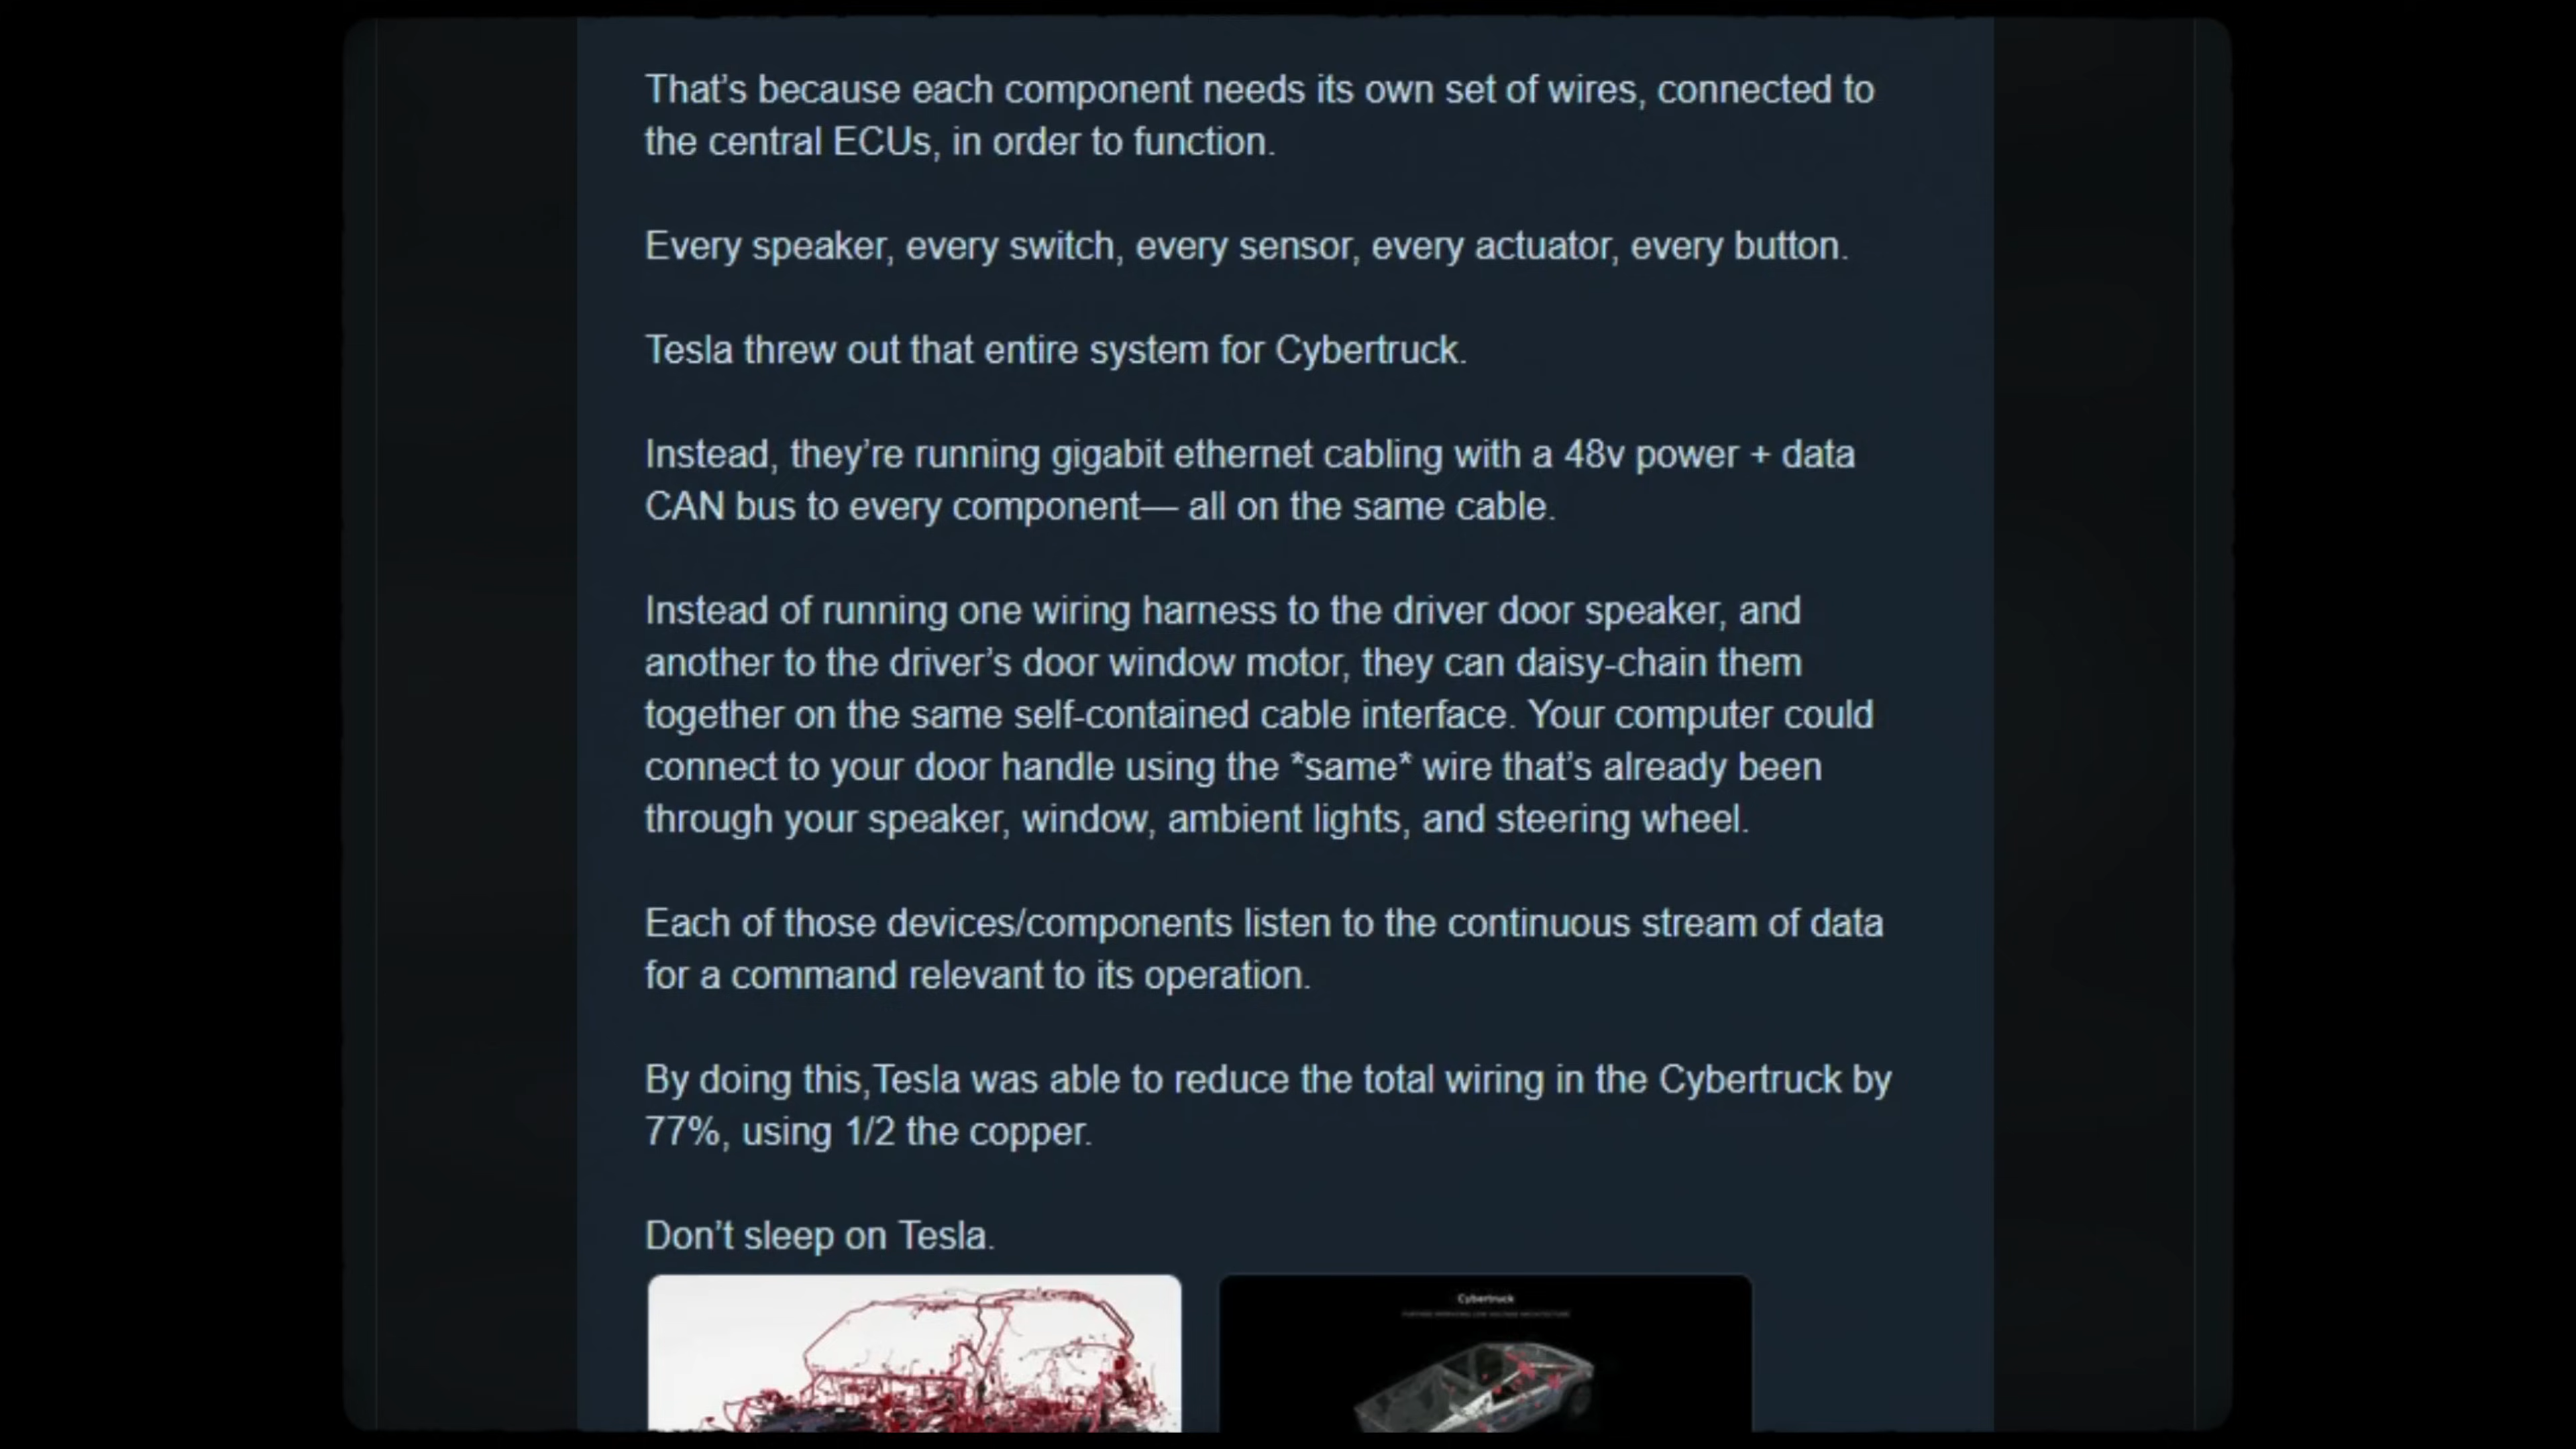 That’s because each component needs its own set of wires, connected to
the central ECUs, in order to function.
Every speaker, every switch, every sensor, every actuator, every button.
Tesla threw out that entire system for Cybertruck.
Instead, they’re running gigabit ethernet cabling with a 48v power + data
CAN bus to every component— all on the same cable.
Instead of running one wiring harness to the driver door speaker, and
another to the driver’s door window motor, they can daisy-chain them
together on the same self-contained cable interface. Your computer could
connect to your door handle using the *same* wire that’s already been
through your speaker, window, ambient lights, and steering wheel.
Each of those devices/components listen to the continuous stream of data
for a command relevant to its operation.
By doing this,Tesla was able to reduce the total wiring in the Cybertruck by
77%, using 1/2 the copper.
Don’t sleep on Tesla.
Cybertruck